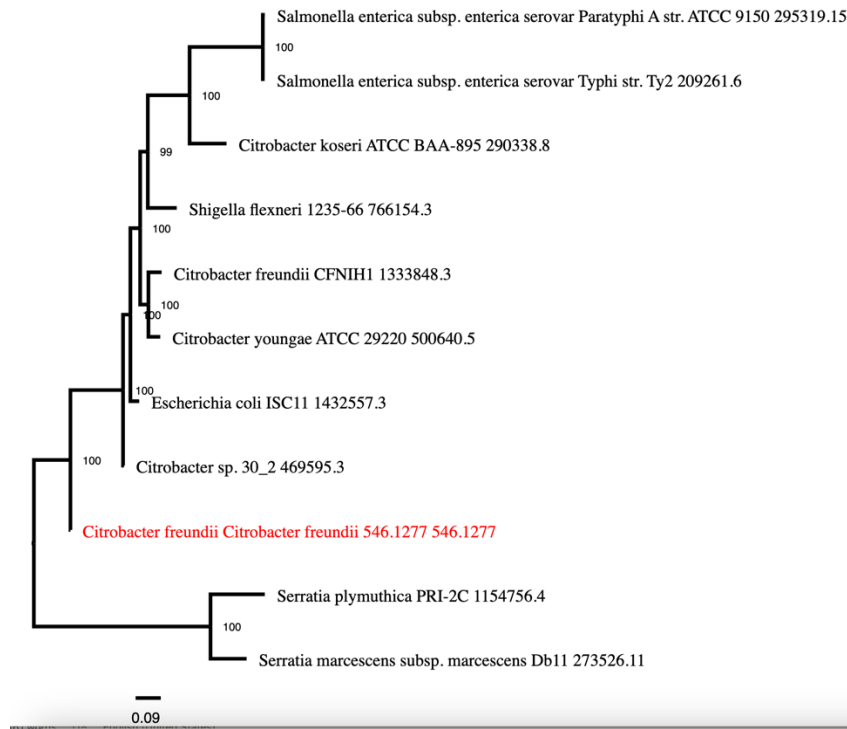 Salmonella enterica subsp. enterica serovar Paratyphi A str. ATCC 9150 295319.15
100
Salmonella enterica subsp. enterica serovar Typhi str. Ty2 209261.6
100
Citrobacter koseri ATCC BAA-895 290338.8
99
Shigella flexneri 1235-66 766154.3
100
Citrobacter freundii CFNIH1 1333848.3
100
100
Citrobacter youngae ATCC 29220 500640.5
100
Escherichia coli ISC11 1432557.3
100
Citrobacter sp. 30_2 469595.3
Citrobacter freundii Citrobacter freundii 546.1277 546.1277
Serratia plymuthica PRI-2C 1154756.4
100
Serratia marcescens subsp. marcescens Db11 273526.11
0.09